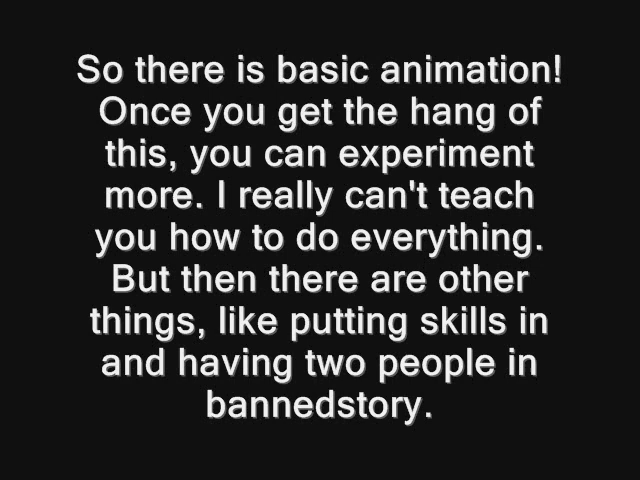 So there is basic animation!
Once you get the hang of
this, you can experiment
more. I really can't teach
you how to do everything.
But then there are other
things, like putting skills in
and having two people in
bannedstory.